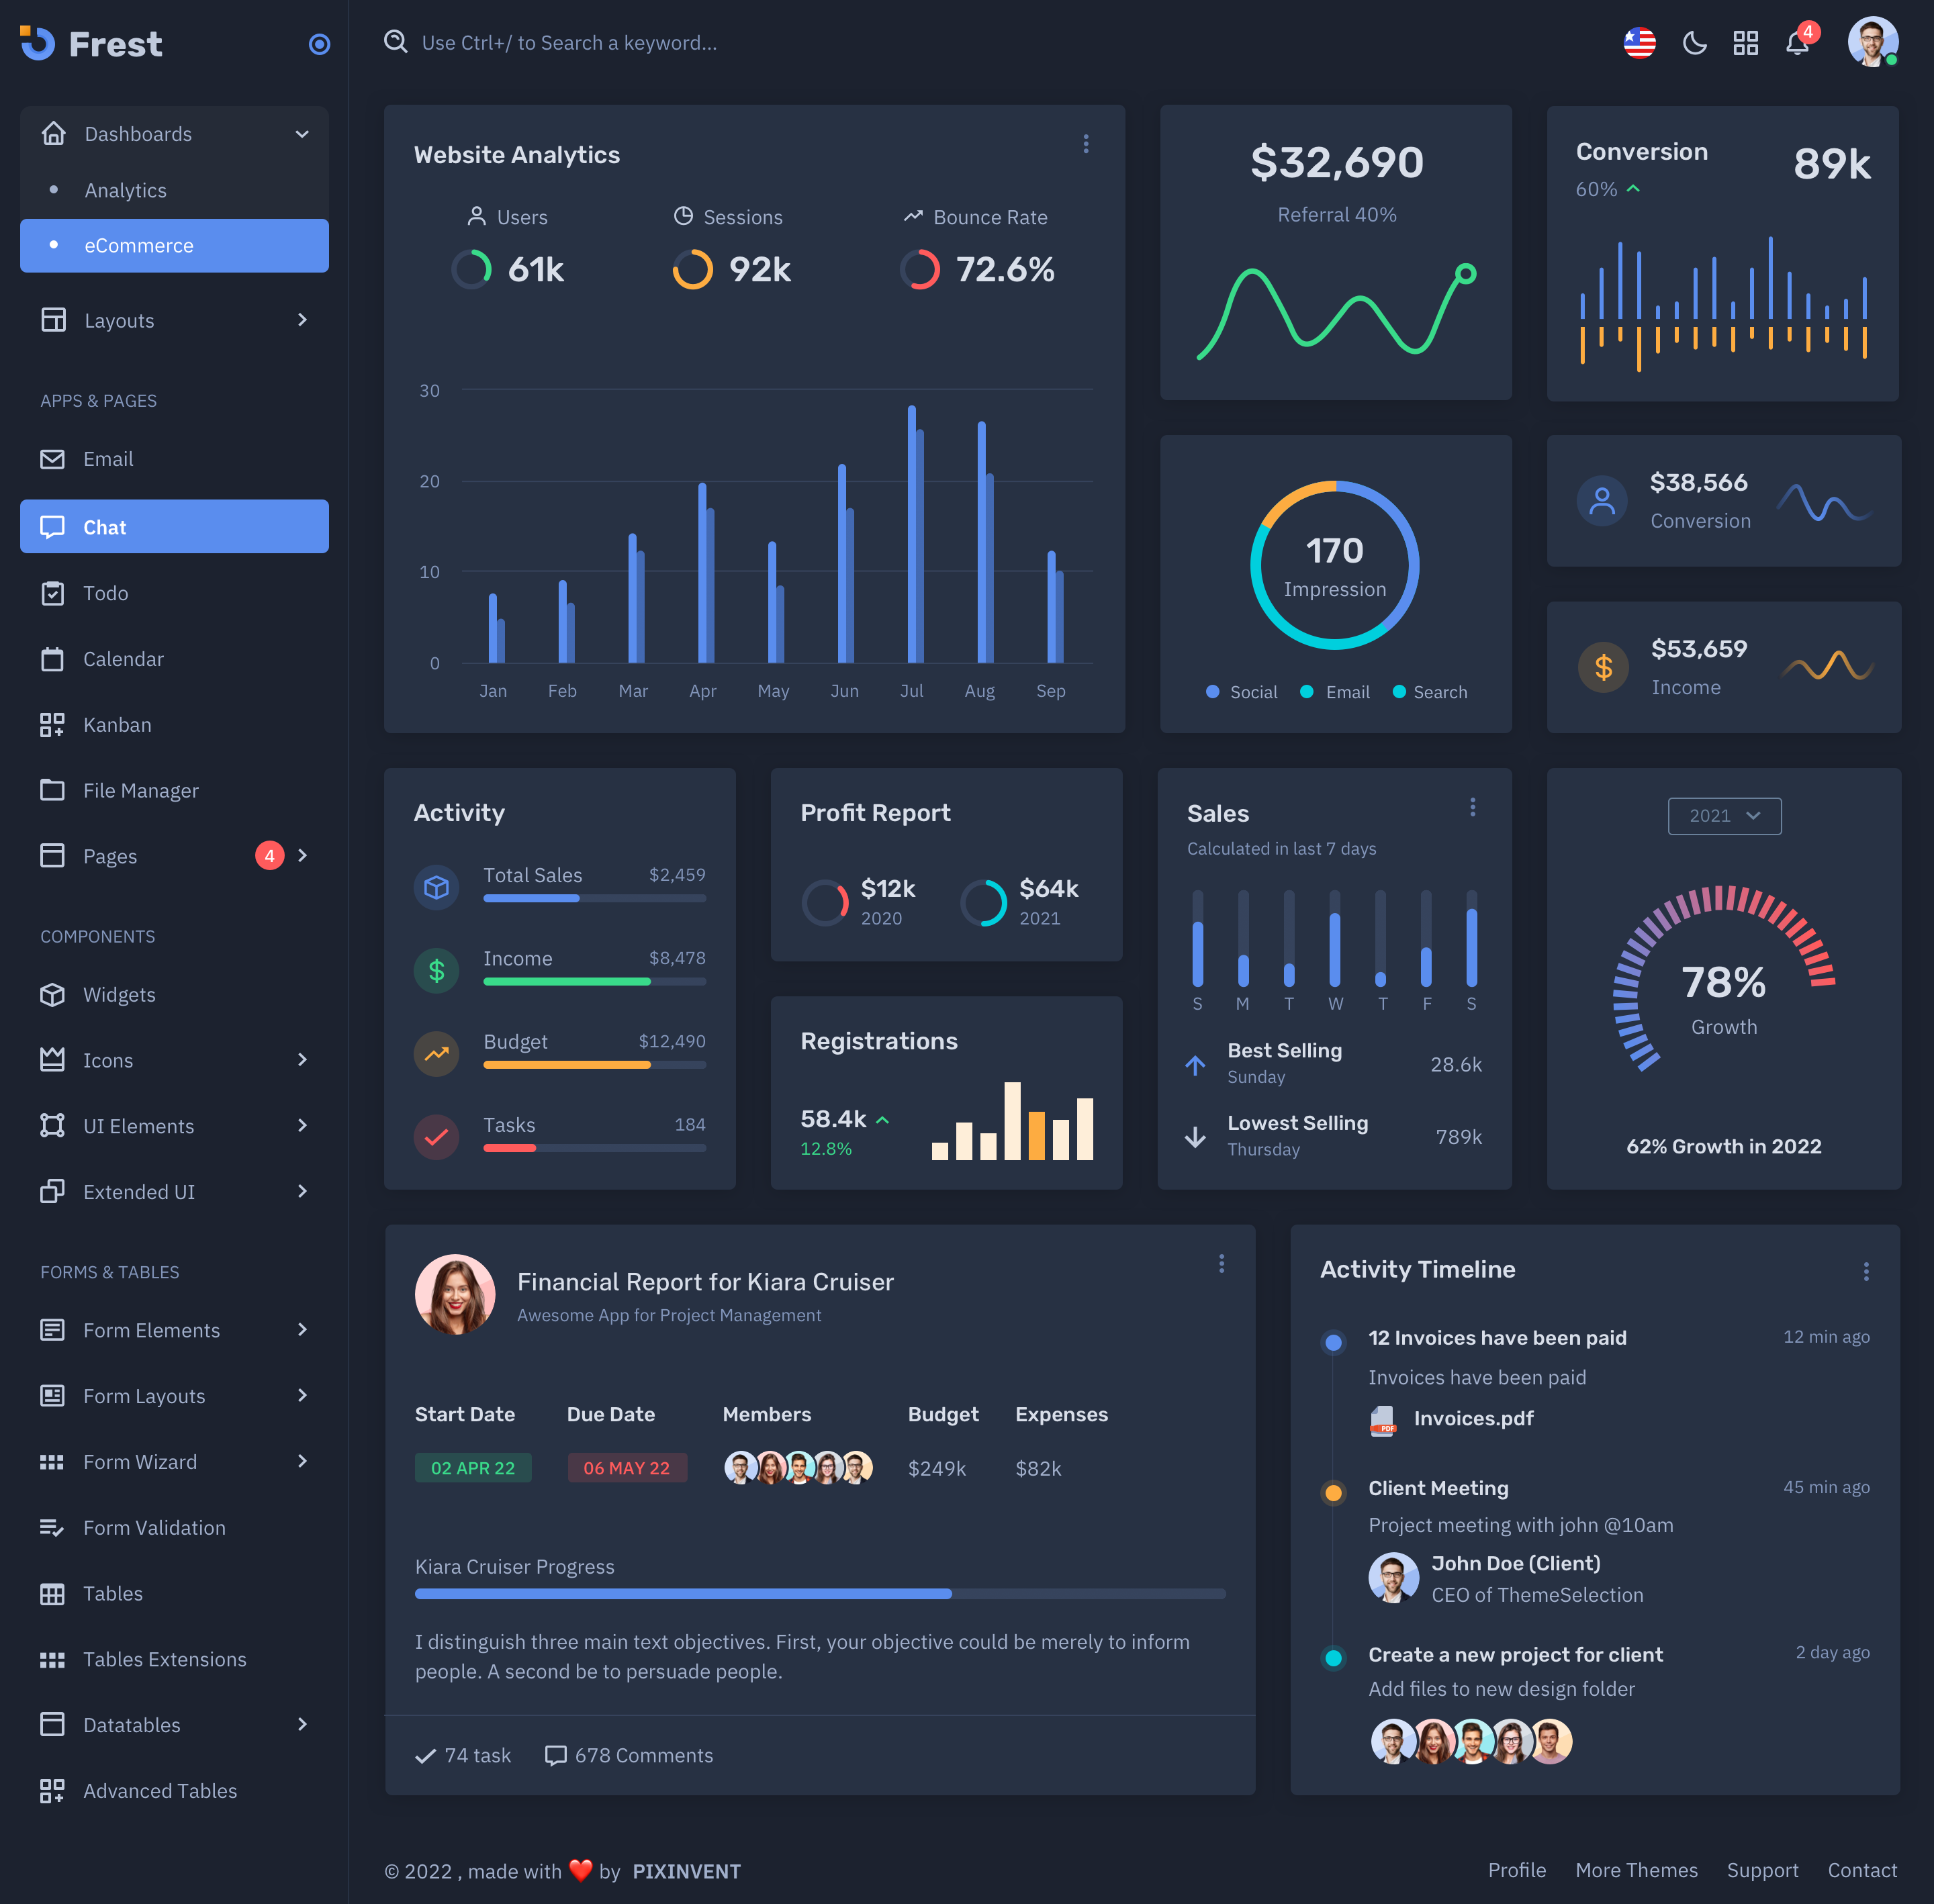 Frest
Dashboards
Analytics
eCommerce
Layouts
APPS & PAGES
Email
Chat
Todo
Calendar
Kanban
File Manager
Pages 4
COMPONENTS
Widgets
Icons
UI Elements
Extended UI
FORMS & TABLES
Form Elements
Form Layouts
Form Wizard
Form Validation
Tables
Tables Extensions
Datatables
Advanced Tables
Use Ctrl+/ to Search a keyword...
4
Website Analytics
Users Sessions Bounce Rate
61k 92k 72.6%
30
20
10
0
Jan Feb Mar Apr May Jun Jul Aug Sep
$32,690
Referral 40%
Conversion 89k
60%
170
Impression
Social Email Search
$38,566
Conversion
$53,659
Income
Activity
Total Sales $2,459
Income $8,478
Budget $12,490
Tasks 184
Profit Report
$12k $64k
2020 2021
Registrations
58.4k
12.8%
Sales
Calculated in last 7 days
S M T W T F S
Best Selling 28.6k
Sunday
Lowest Selling 789k
Thursday
2021
78%
Growth
62% Growth in 2022
Financial Report for Kiara Cruiser
Awesome App for Project Management
Start Date Due Date Members Budget Expenses
02 APR 22 06 MAY 22 $249k $82k
Kiara Cruiser Progress
I distinguish three main text objectives. First, your objective could be merely to inform
people. A second be to persuade people.
74 task 678 Comments
Activity Timeline
12 Invoices have been paid 12 min ago
Invoices have been paid
PDF Invoices.pdf
Client Meeting 45 min ago
Project meeting with john @10am
John Doe (Client)
CEO of ThemeSelection
Create a new project for client 2 day ago
Add files to new design folder
© 2022 , made with ❤️ by PIXINVENT
Profile More Themes Support Contact